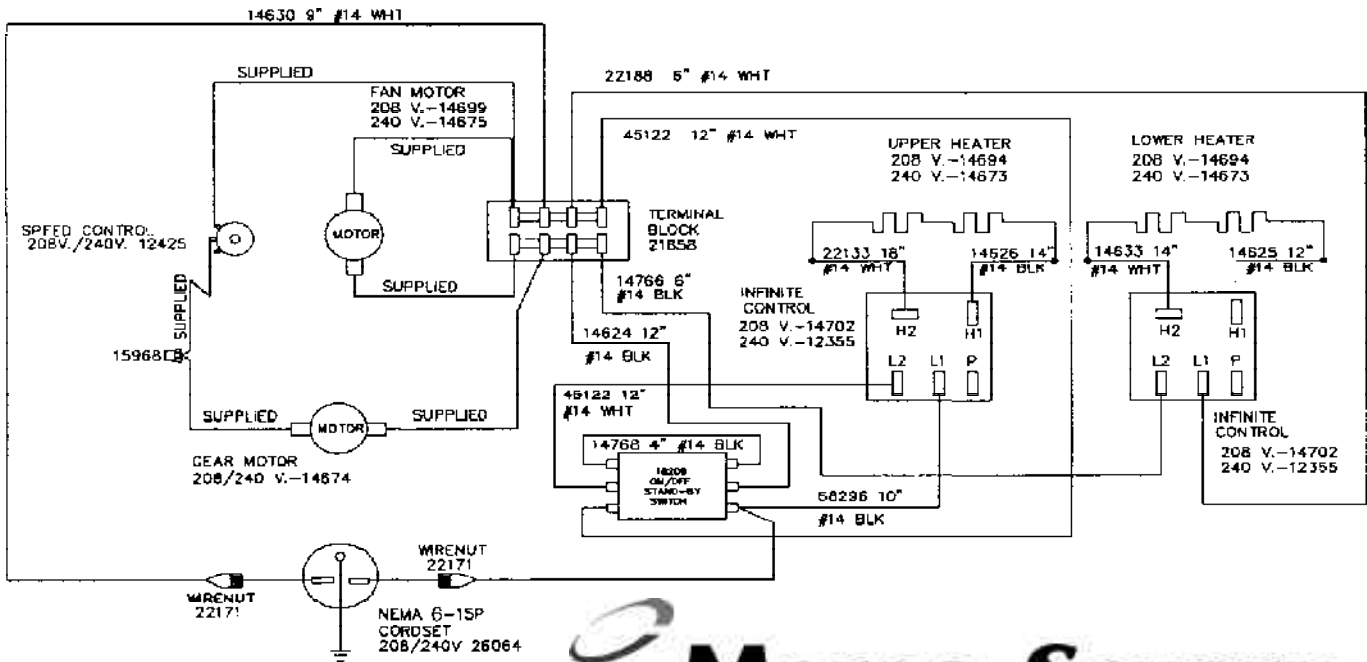 14630 9" #14 WHT
SUPPLIED
FAN MOTOR
208 V.-14699
240 V.-14675
SUPPLIED
22188 6" #14 WHT
45122 12" #14 WHT
UPPER HEATER
208 V.-14694
240 V.-14673
LOWER HEATER
208 V.-14694
240 V.-14673
SPEED CONTROL
208V./240V. 12425
MOTOR
TERMINAL
BLOCK
21658
22133 18"
#14 WHT
14626 14"
#14 BLK
14633 14"
#14 WHT
14625 12"
#14 BLK
SUPPLIED
SUPPLIED
14766 6"
#14 BLK
INFINITE
CONTROL
208 V.-14702
240 V.-12355
H2
H1
L2
L1
P
H2
H1
L2
L1
P
15968
14624 12"
#14 BLK
45122 12"
#14 WHT
SUPPLIED
MOTOR
SUPPLIED
GEAR MOTOR
208/240 V.-14674
14768 4" #14 BLK
18209
ON/OFF
STAND-BY
SWITCH
58296 10"
#14 BLK
INFINITE
CONTROL
208 V.-14702
240 V.-12355
WIRENUT
22171
WIRENUT
22171
NEMA 6-15P
CORDSET
208/240V 26064